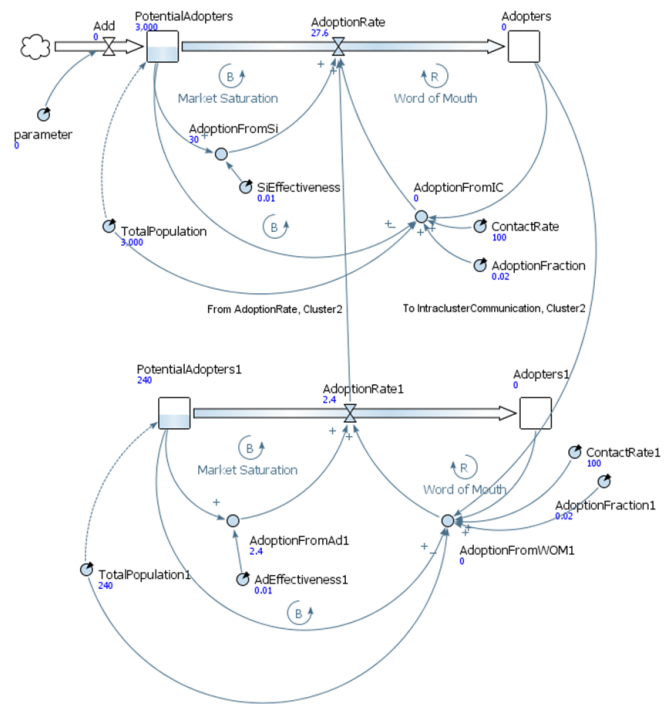 PotentialAdopters
3,000
Add
0
AdoptionRate
27.6
Adopters
0
B
Market Saturation
R
Word of Mouth
parameter
0
AdoptionFromSi
30
SiEffectiveness
0.01
AdoptionFromIC
0
ContactRate
100
B
TotalPopulation
3,000
AdoptionFraction
0.02
From AdoptionRate, Cluster2
To IntraclusterCommunication, Cluster2
PotentialAdopters1
240
AdoptionRate1
2.4
Adopters1
0
B
Market Saturation
R
Word of Mouth
ContactRate1
100
AdoptionFraction1
0.02
AdoptionFromAd1
2.4
AdoptionFromWOM1
0
TotalPopulation1
240
AdEffectiveness1
0.01
B